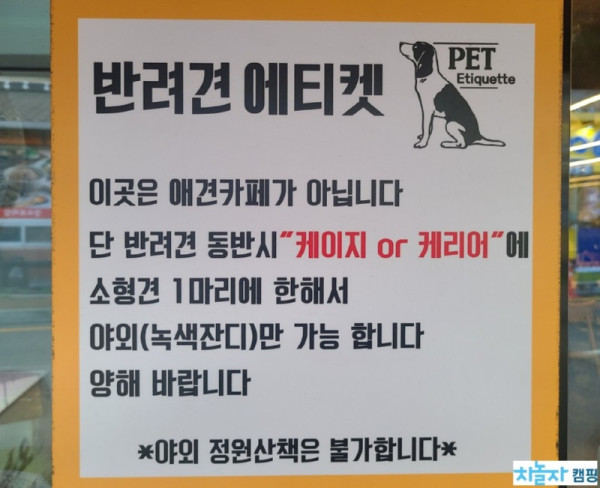 반려견 에티켓
PET
Etiquette
이곳은 애견카페가 아닙니다
단 반려견 동반시"케이지 or 케리어"에
소형견 1마리에 한해서
야외(녹색잔디)만 가능 합니다
양해 바랍니다
*야외 정원산책은 불가합니다*
차놀자 캠핑